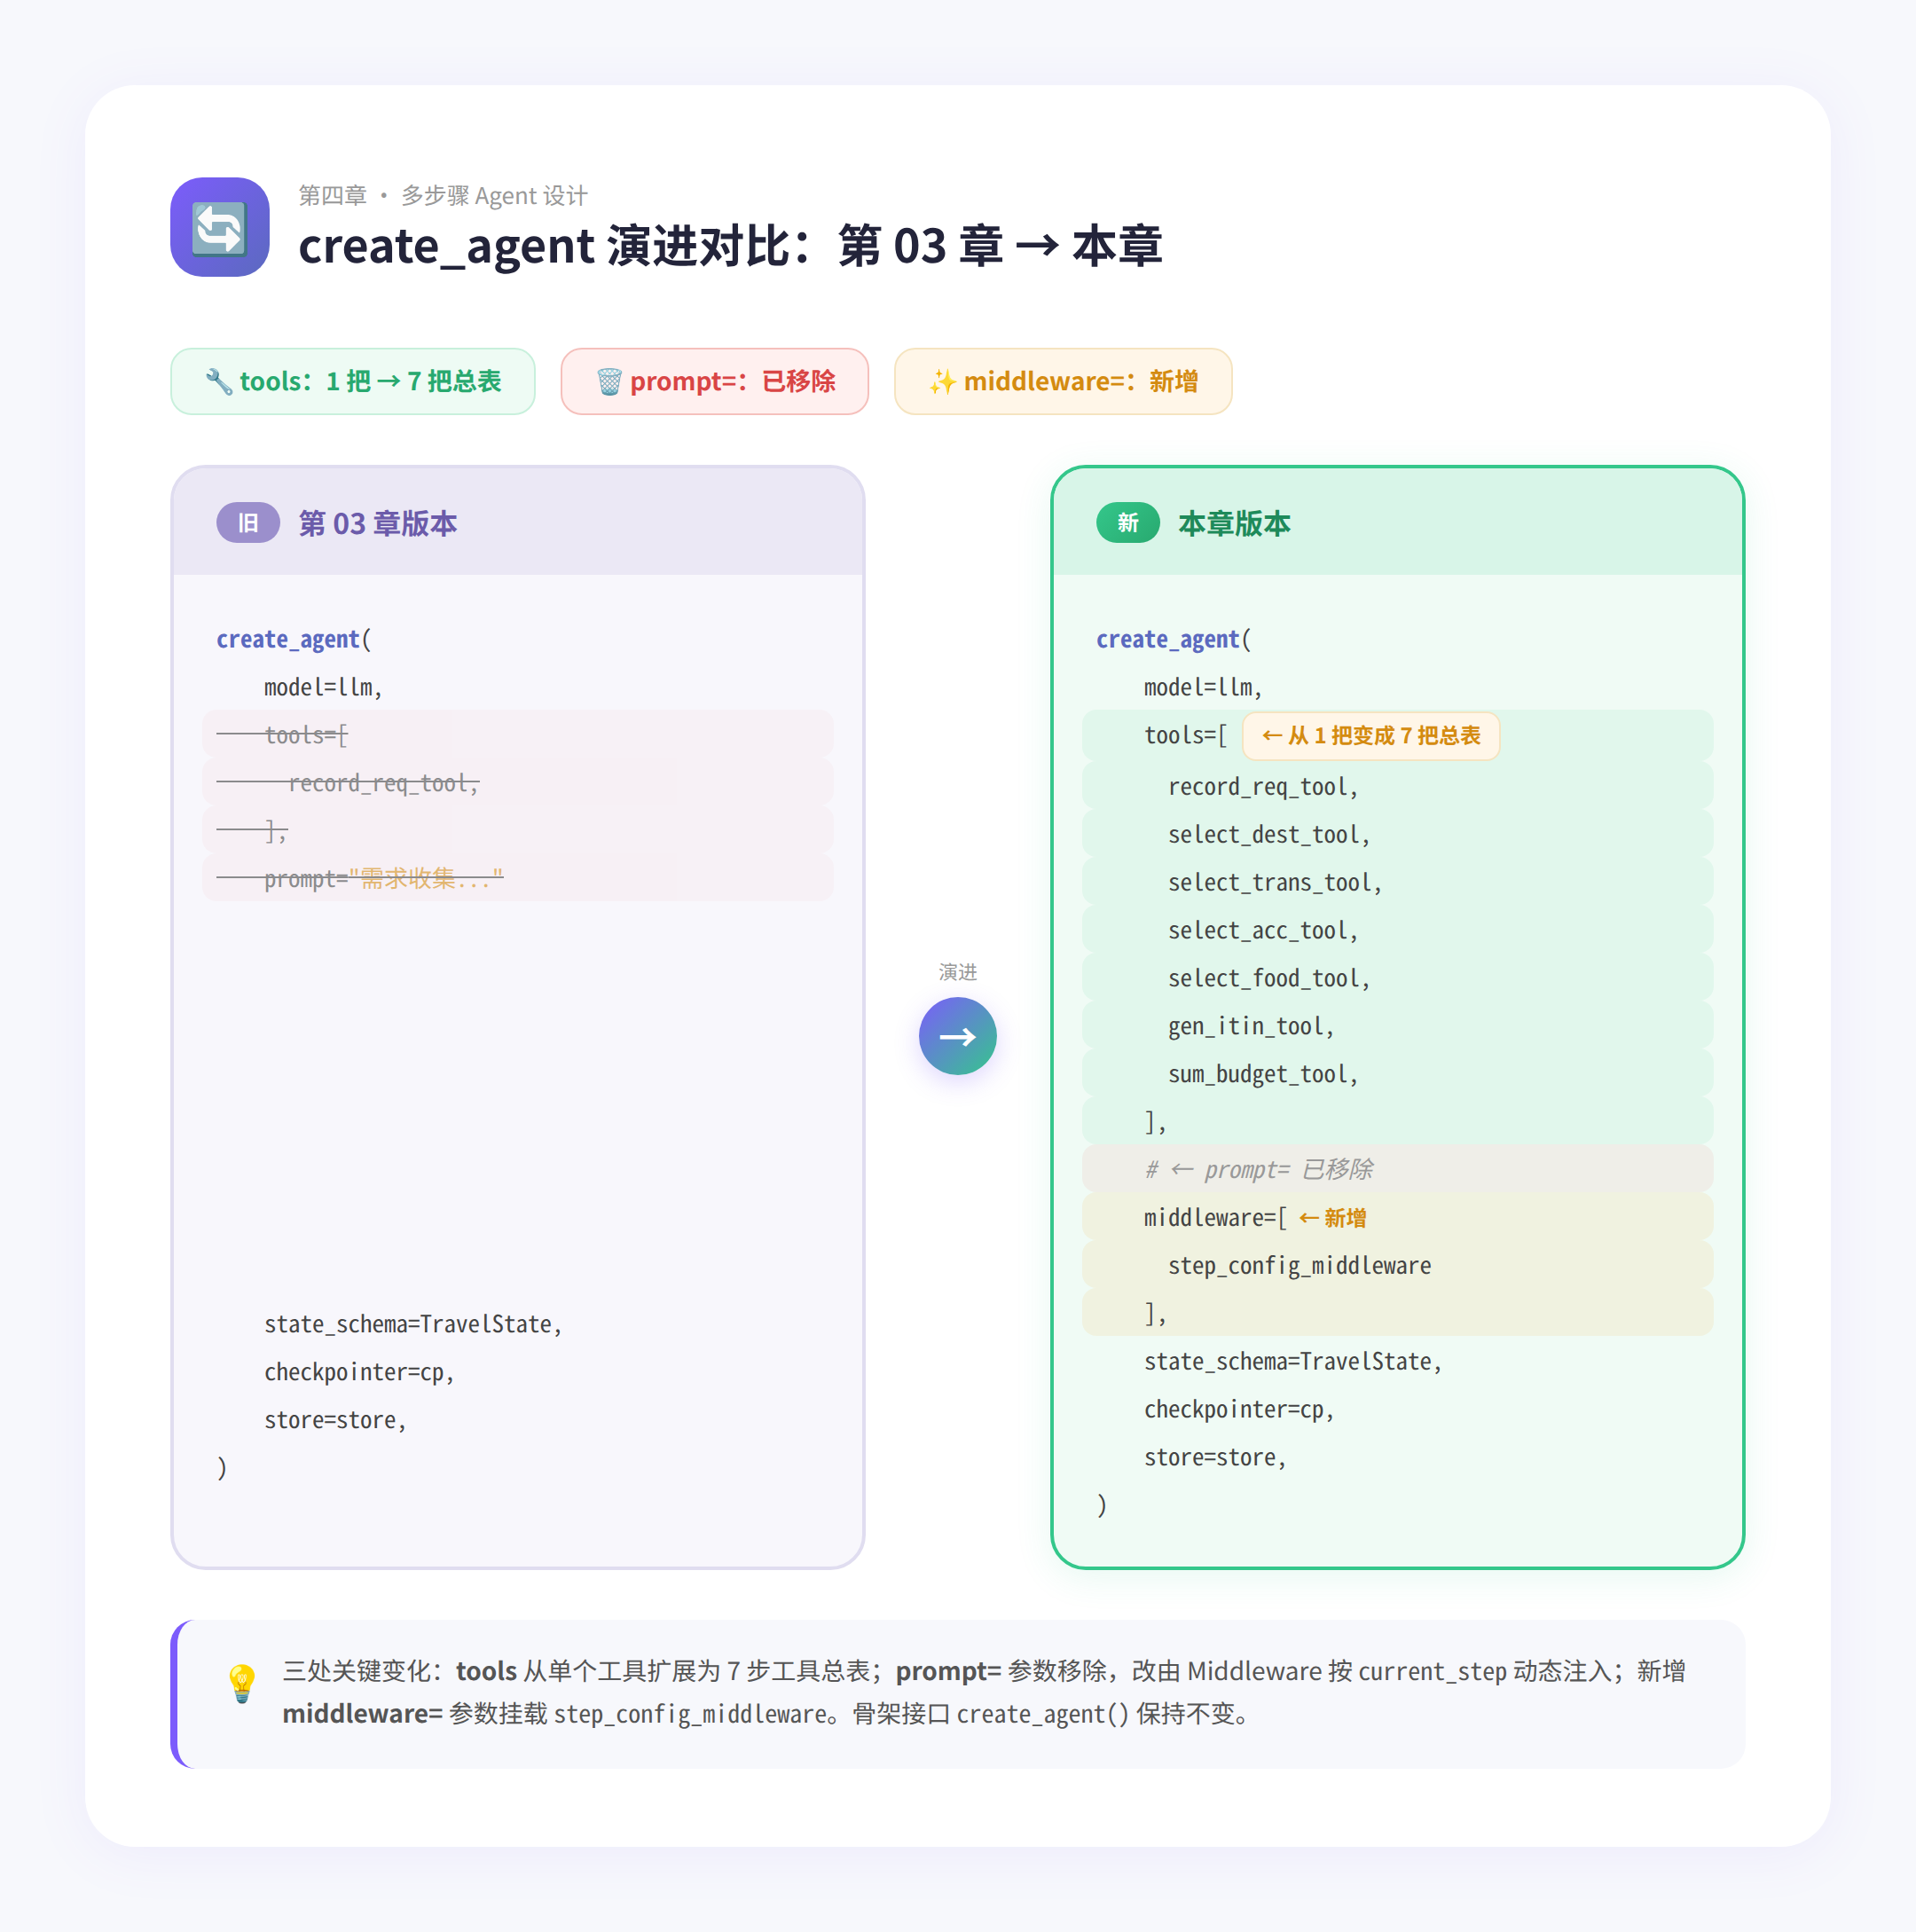 第四章 · 多步骤 Agent 设计
create_agent 演进对比：第 03 章 → 本章
🔧 tools：1 把 → 7 把总表
🗑️ prompt=：已移除
✨ middleware=：新增
旧 第 03 章版本
create_agent(
    model=llm,
    tools=[
      record_req_tool,
    ],
    prompt="需求收集..."
    state_schema=TravelState,
    checkpointer=cp,
    store=store,
)
演进
→
新 本章版本
create_agent(
    model=llm,
    tools=[ ← 从 1 把变成 7 把总表
      record_req_tool,
      select_dest_tool,
      select_trans_tool,
      select_acc_tool,
      select_food_tool,
      gen_itin_tool,
      sum_budget_tool,
    ],
    # ← prompt= 已移除
    middleware=[ ← 新增
      step_config_middleware
    ],
    state_schema=TravelState,
    checkpointer=cp,
    store=store,
)
💡 三处关键变化：tools 从单个工具扩展为 7 步工具总表；prompt= 参数移除，改由 Middleware 按 current_step 动态注入；新增
middleware= 参数挂载 step_config_middleware。骨架接口 create_agent() 保持不变。